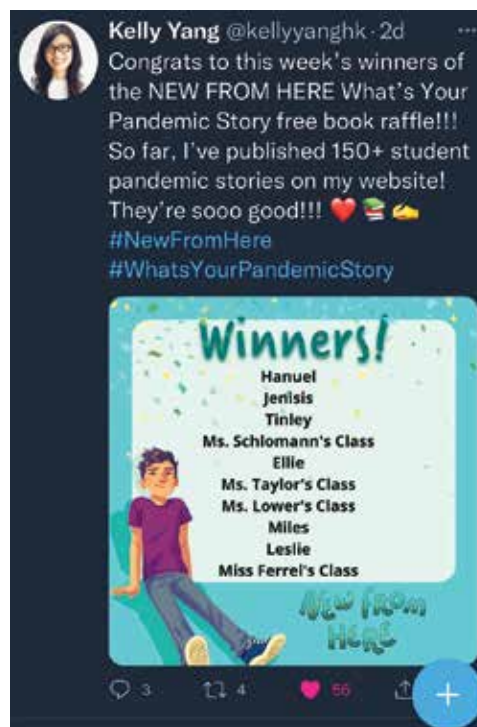 Kelly Yang @kellyyanghk · 2d ···
Congrats to this week's winners of
the NEW FROM HERE What's Your
Pandemic Story free book raffle!!!
So far, I've published 150+ student
pandemic stories on my website!
They're sooo good!!! ❤️ 📚 ✍️
#NewFromHere
#WhatsYourPandemicStory
Winners!
Hanuel
Jenisis
Tinley
Ms. Schlomann's Class
Ellie
Ms. Taylor's Class
Ms. Lower's Class
Miles
Leslie
Miss Ferrel's Class
New from
Here
3 4 56